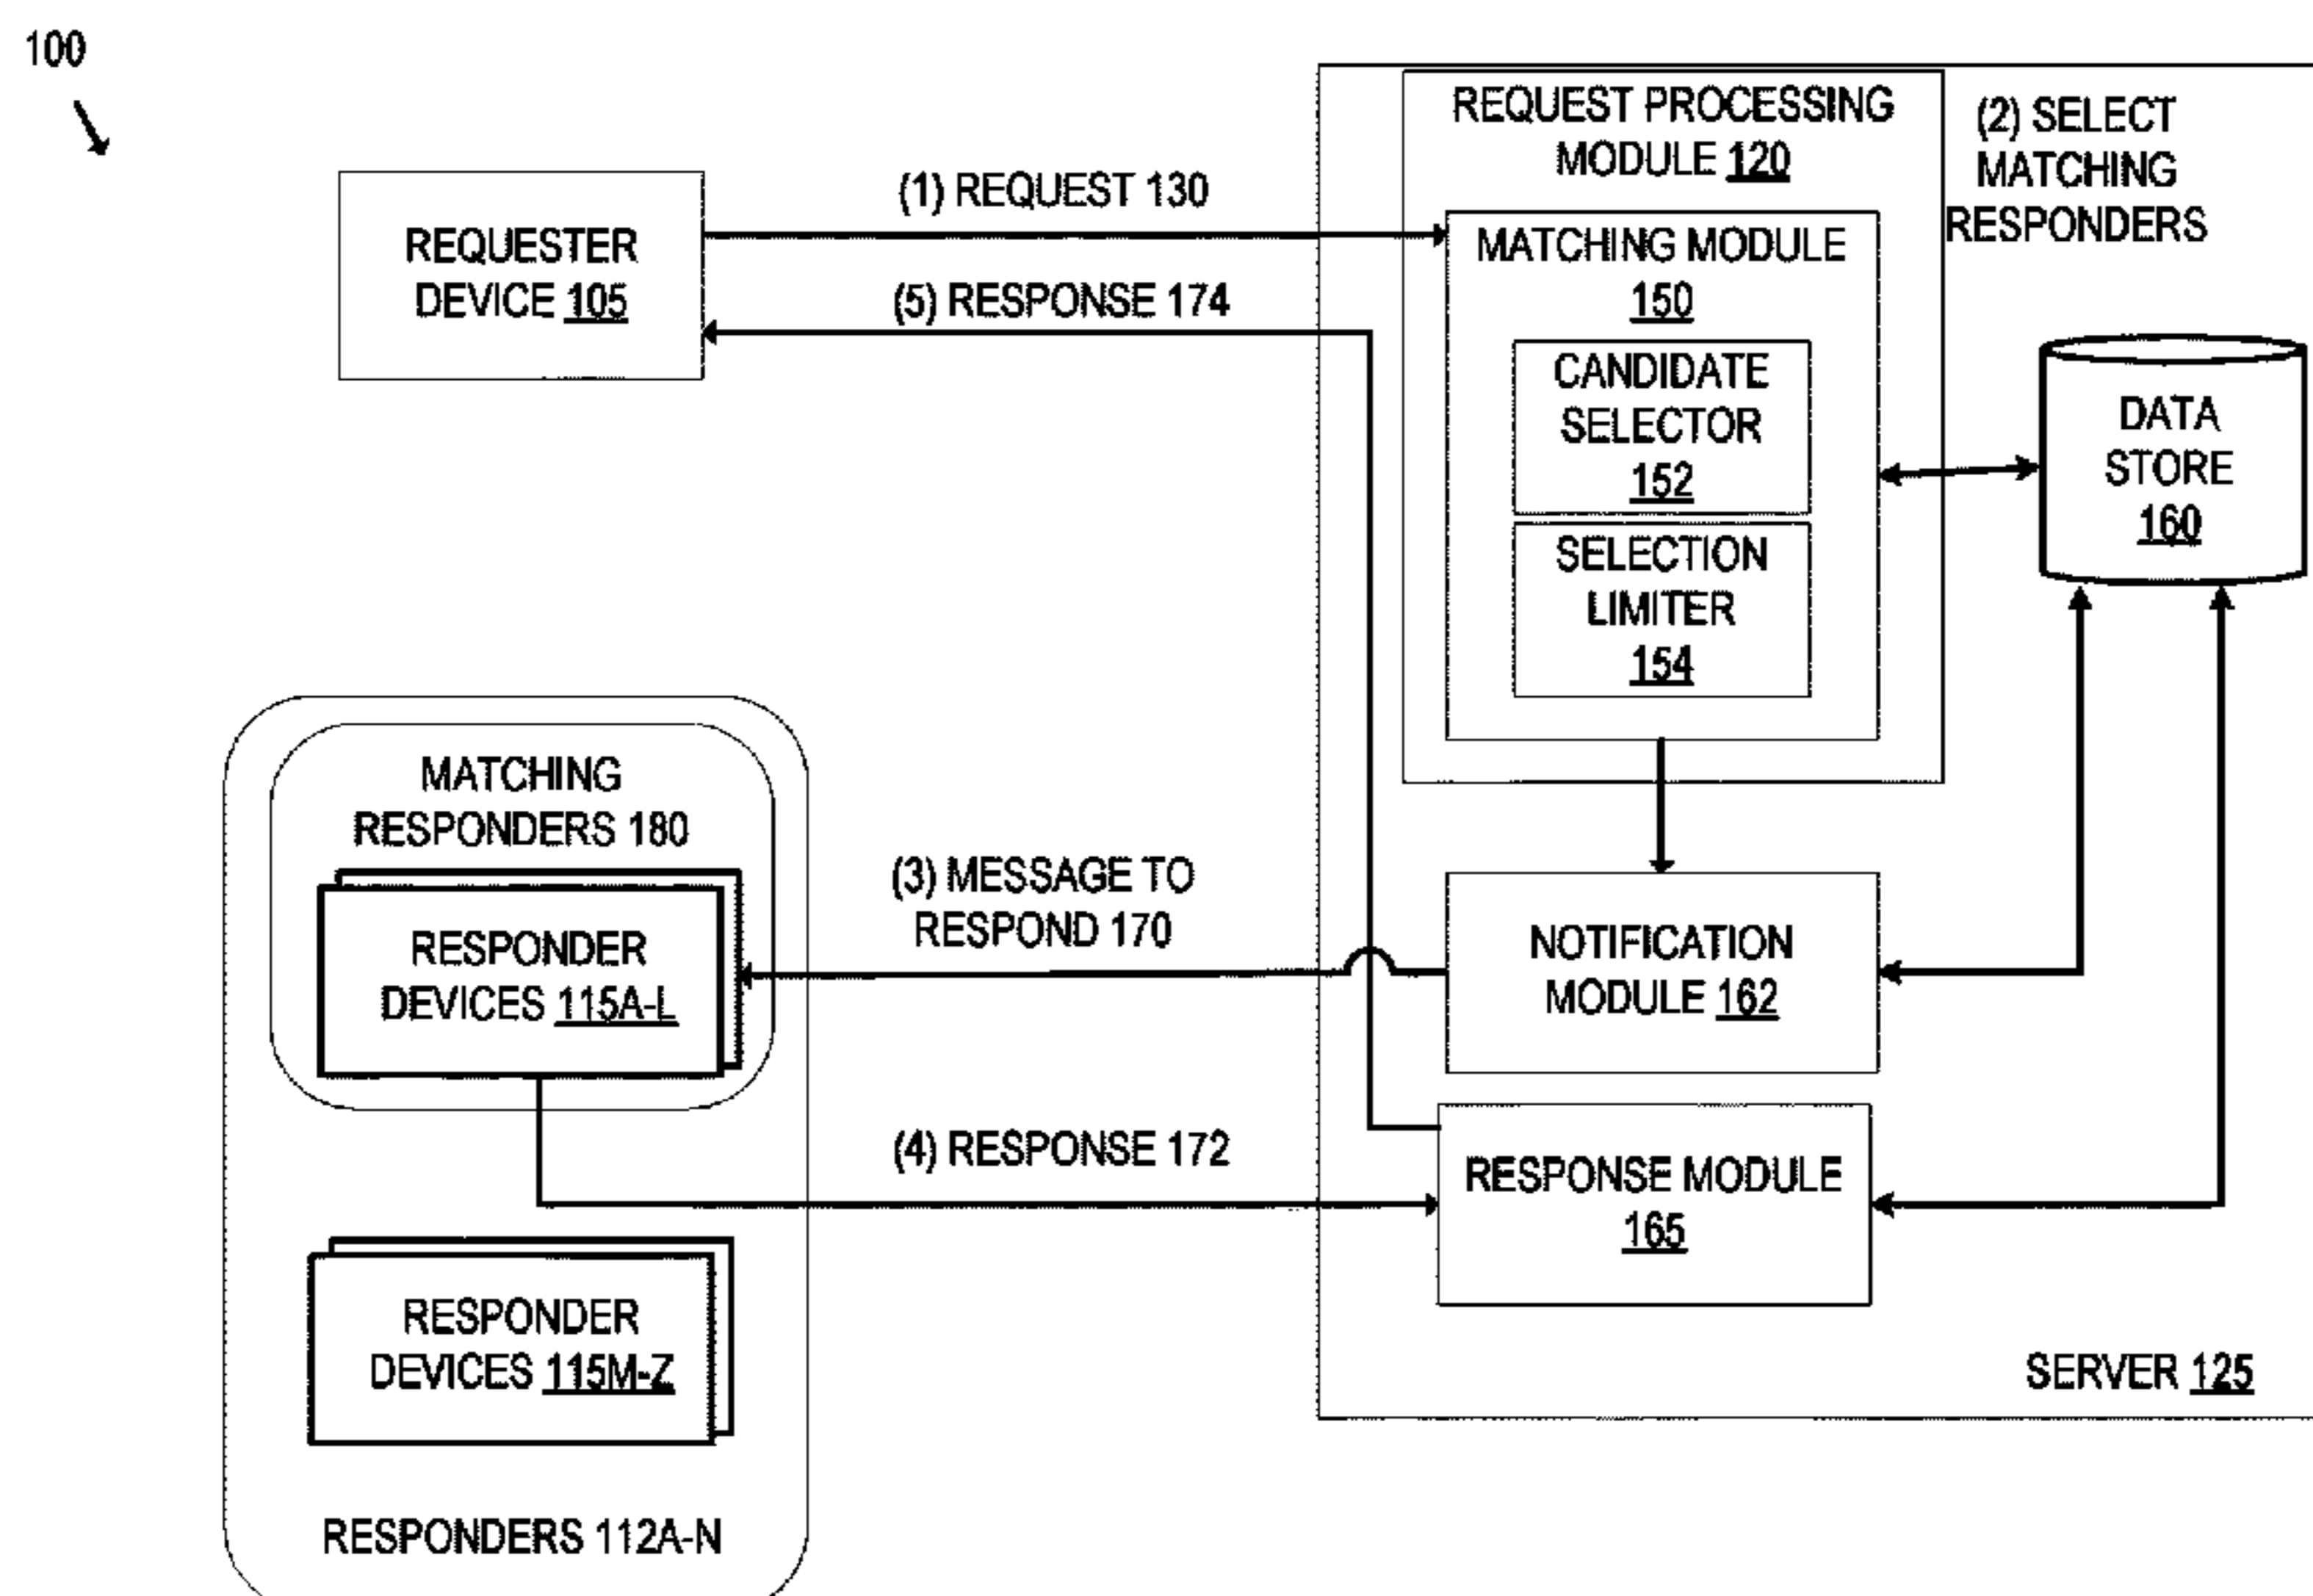 100
REQUESTER
DEVICE 105
(1) REQUEST 130
(5) RESPONSE 174
REQUEST PROCESSING
MODULE 120
MATCHING MODULE
150
CANDIDATE
SELECTOR
152
SELECTION
LIMITER
154
(2) SELECT
MATCHING
RESPONDERS
DATA
STORE
160
MATCHING
RESPONDERS 180
RESPONDER
DEVICES 115A-L
(3) MESSAGE TO
RESPOND 170
NOTIFICATION
MODULE 162
(4) RESPONSE 172
RESPONSE MODULE
165
RESPONDER
DEVICES 115M-Z
RESPONDERS 112A-N
SERVER 125